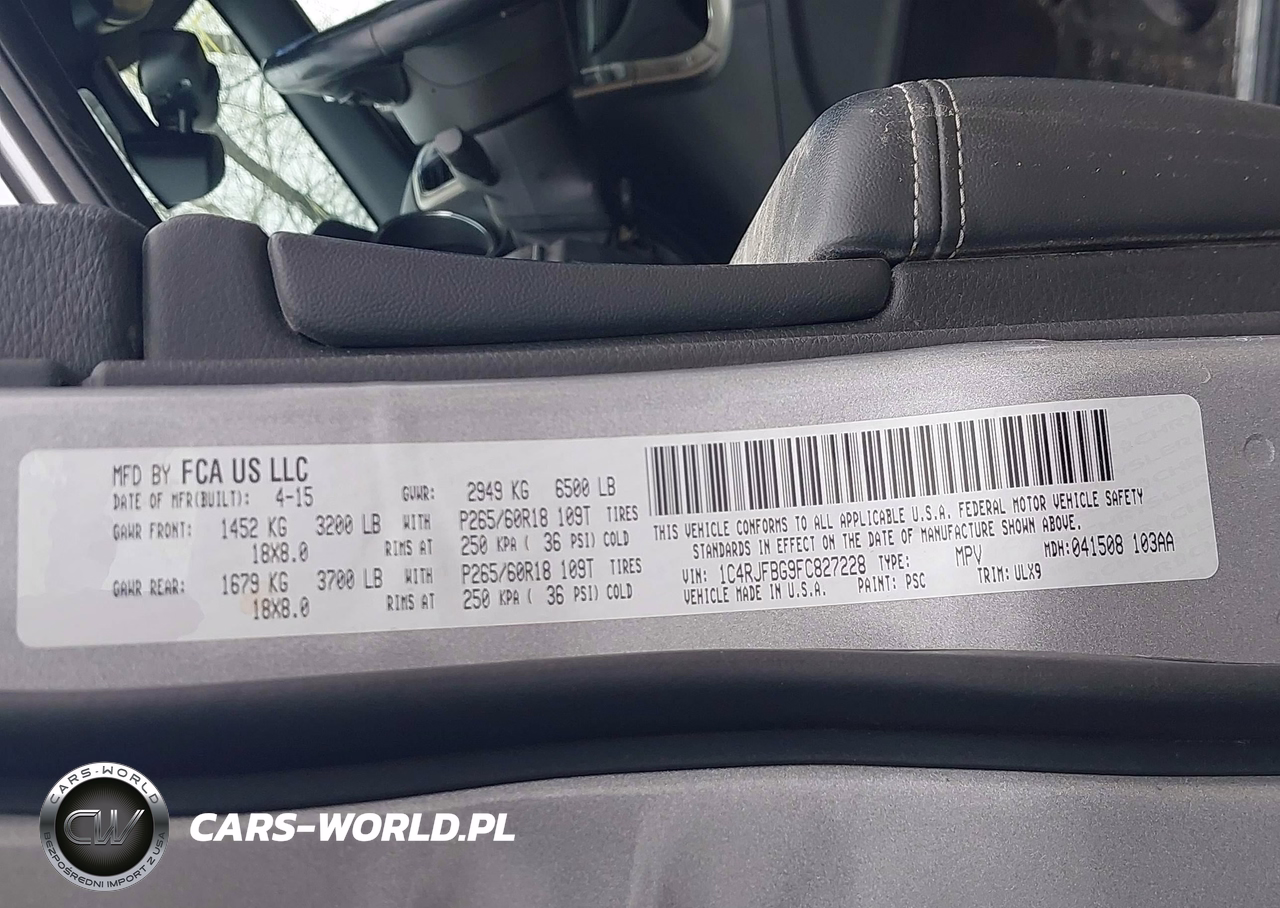 MFD BY FCA US LLC
DATE OF MFR(BUILT): 4-15 GVWR: 2949 KG 6500 LB
GAWR FRONT: 1452 KG 3200 LB WITH P265/60R18 109T TIRES
18X8.0 RIMS AT 250 KPA ( 36 PSI) COLD
GAWR REAR: 1679 KG 3700 LB WITH P265/60R18 109T TIRES
18X8.0 RIMS AT 250 KPA ( 36 PSI) COLD
THIS VEHICLE CONFORMS TO ALL APPLICABLE U.S.A. FEDERAL MOTOR VEHICLE SAFETY
STANDARDS IN EFFECT ON THE DATE OF MANUFACTURE SHOWN ABOVE.
VIN: 1C4RJFBG9FC827228 TYPE: MPV MDH:041508 103AA
VEHICLE MADE IN U.S.A. PAINT: PSC TRIM: ULX9
CARS-WORLD
CW
BEZPOŚREDNI IMPORT Z USA
CARS-WORLD.PL